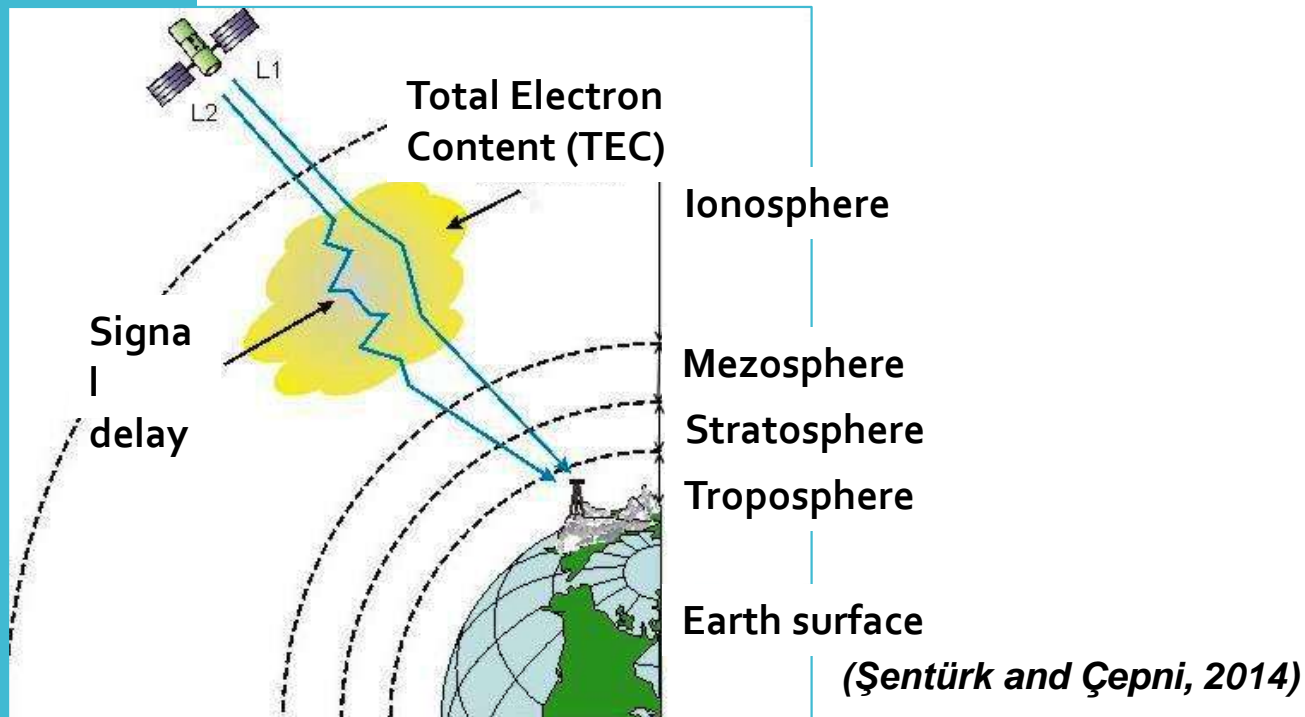 L1
L2
Total Electron
Content (TEC)
Ionosphere
Signa
l
delay
Mezosphere
Stratosphere
Troposphere
Earth surface
(Şentürk and Çepni, 2014)